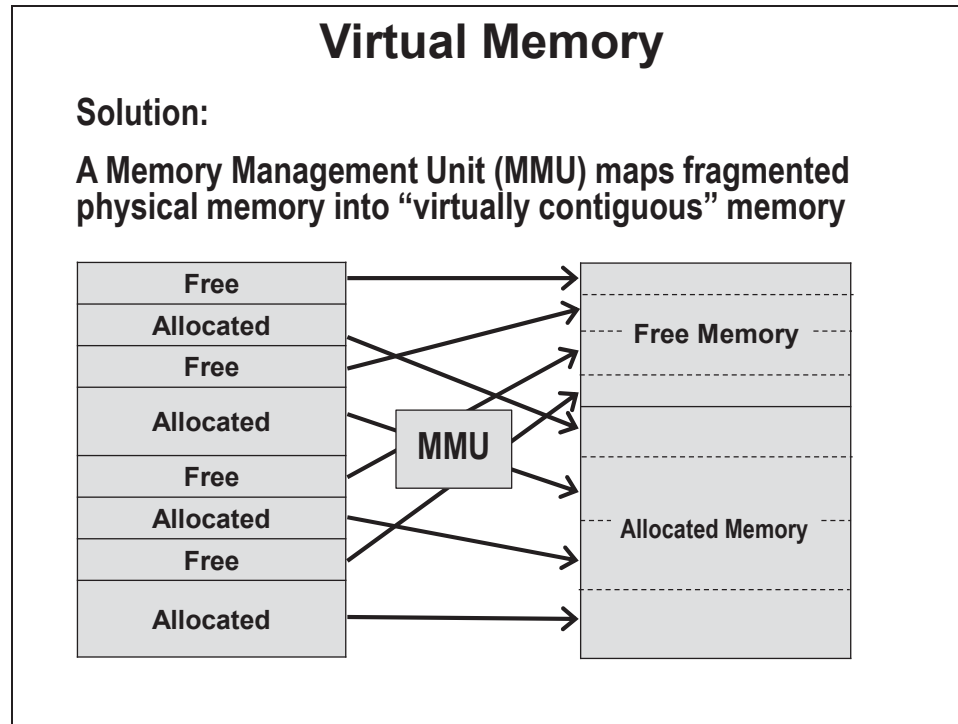 Virtual Memory
Solution:
A Memory Management Unit (MMU) maps fragmented
physical memory into “virtually contiguous” memory
Free
Allocated
Free
Allocated
Free
Allocated
Free
Allocated
MMU
Free Memory
Allocated Memory